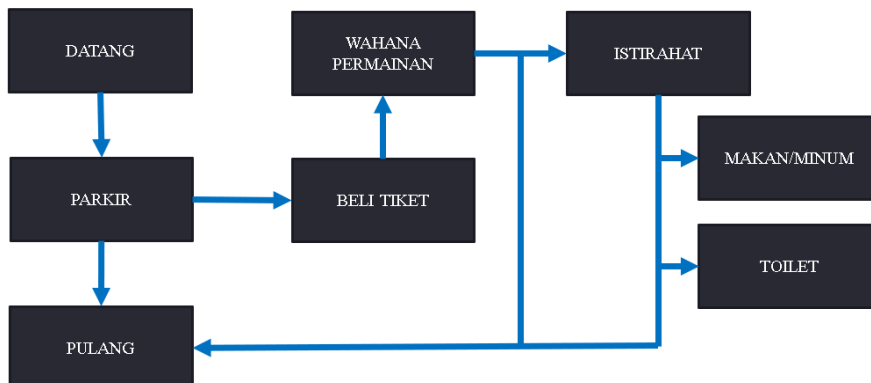 DATANG
WAHANA
PERMAINAN
ISTIRAHAT
MAKAN/MINUM
PARKIR
BELI TIKET
TOILET
PULANG